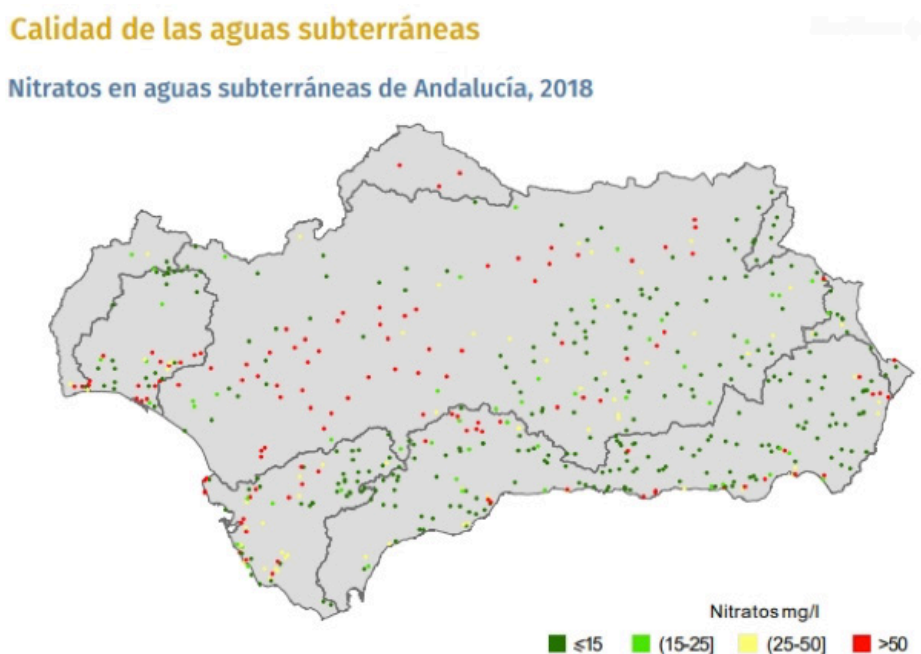 Calidad de las aguas subterráneas
Nitratos en aguas subterráneas de Andalucía, 2018
Nitratos mg/l
≤15 (15-25] (25-50] >50